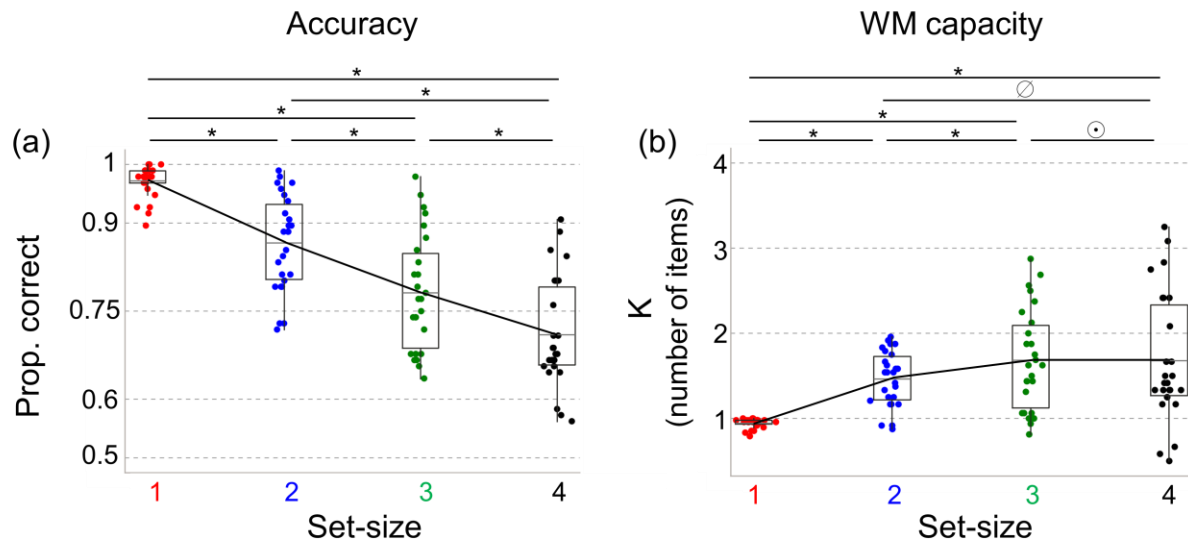 Accuracy
WM capacity
*
*
*
*
*
*
*
∅
*
*
*
⊙
(a)
1
0.9
0.75
0.6
0.5
Prop. correct
1 2 3 4
Set-size
(b)
4
3
2
1
K
(number of items)
1 2 3 4
Set-size